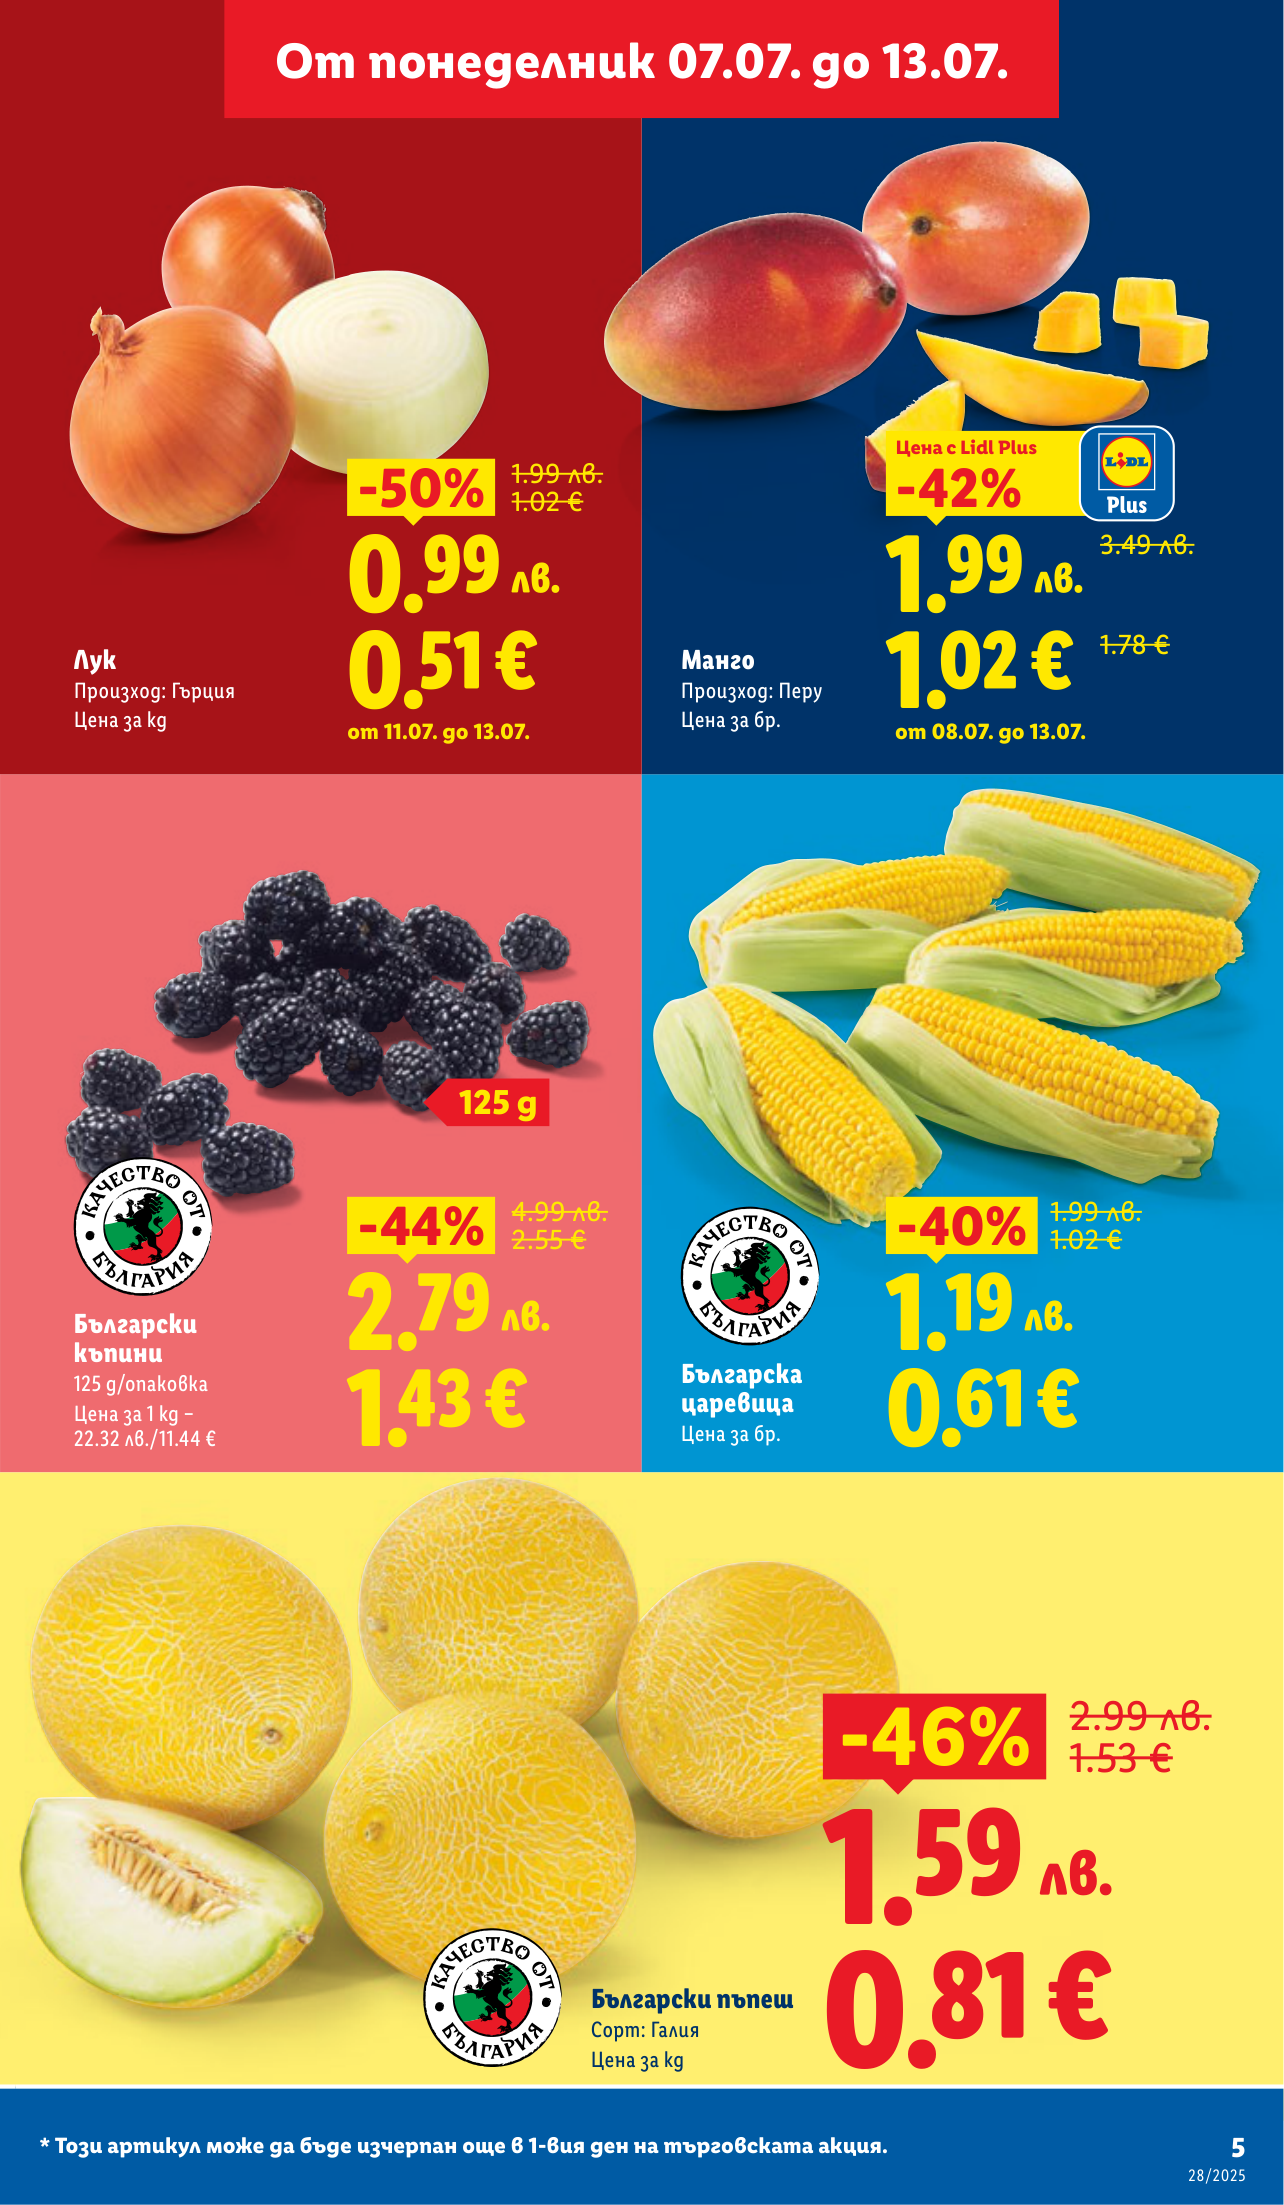 От понеделник 07.07. до 13.07.
-50%
1.99 лв.
1.02 €
0.99 лв.
0.51 €
Лук
Произход: Гърция
Цена за kg
от 11.07. до 13.07.
Цена с Lidl Plus
-42%
LIDL
Plus
3.49 лв.
1.99 лв.
1.02 €
1.78 €
Манго
Произход: Перу
Цена за бр.
от 08.07. до 13.07.
125 g
КАЧЕСТВО ОТ
БЪЛГАРИЯ
-44%
4.99 лв.
2.55 €
2.79 лв.
1.43 €
Български
къпини
125 g/опаковка
Цена за 1 kg –
22.32 лв./11.44 €
КАЧЕСТВО ОТ
БЪЛГАРИЯ
-40%
1.99 лв.
1.02 €
1.19 лв.
0.61 €
Българска
царевица
Цена за бр.
-46%
2.99 лв.
1.53 €
1.59 лв.
0.81 €
КАЧЕСТВО ОТ
БЪЛГАРИЯ
Български пъпеш
Сорт: Галия
Цена за kg
* Този артикул може да бъде изчерпан още в 1-вия ден на търговската акция.
5
28/2025